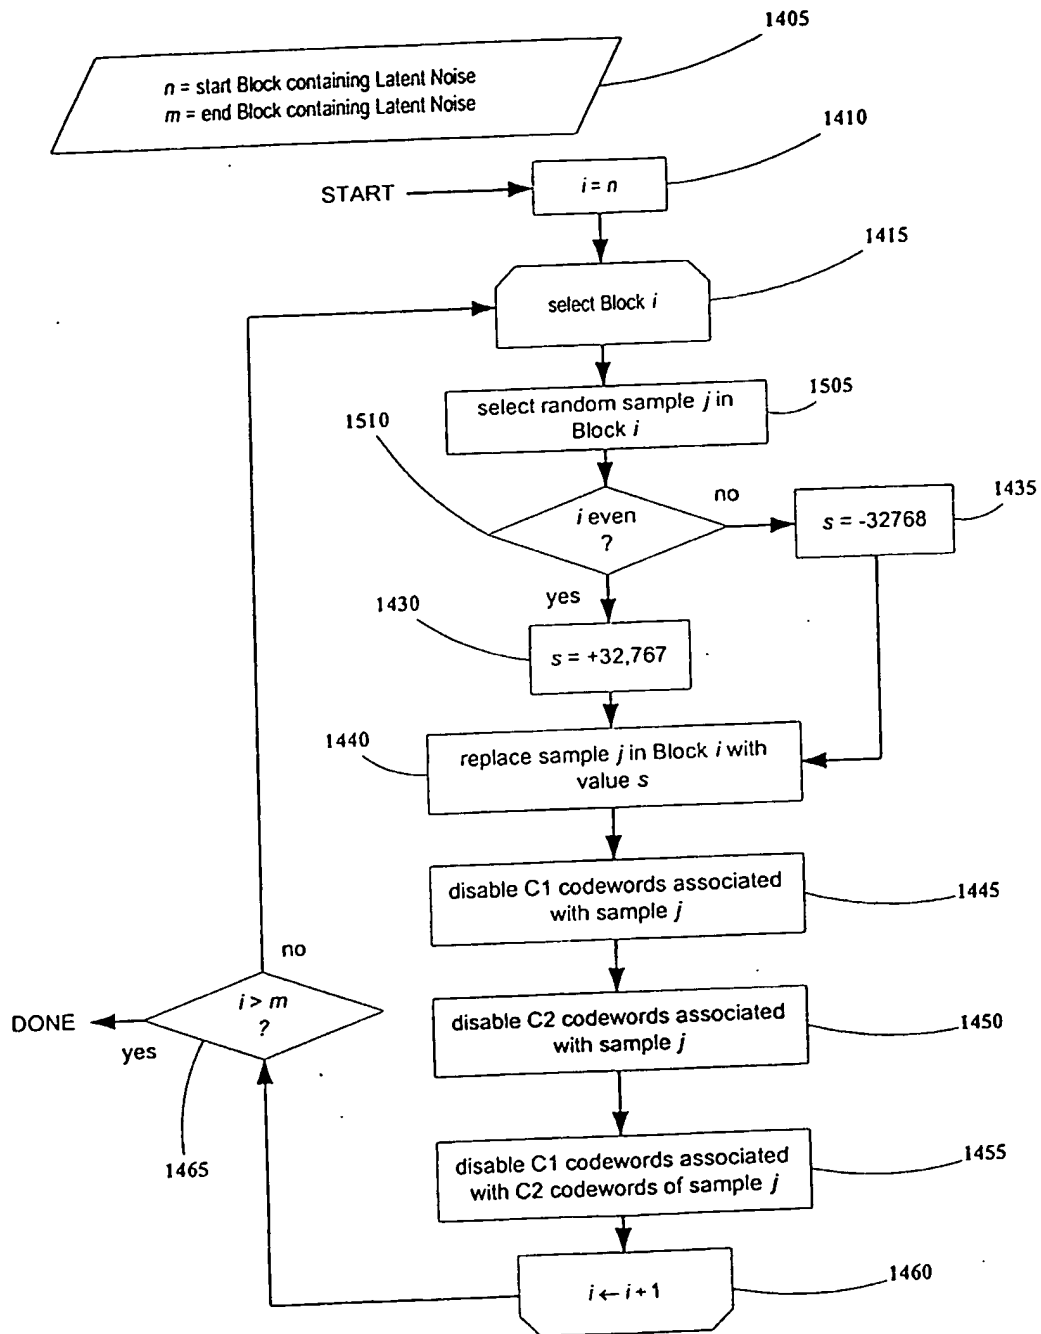 1405
n = start Block containing Latent Noise
m = end Block containing Latent Noise
1410
START
i = n
1415
select Block i
1505
select random sample j in
Block i
1510
i even
?
no
1435
s = -32768
yes
1430
s = +32,767
1440
replace sample j in Block i with
value s
disable C1 codewords associated
with sample j
1445
no
i > m
?
DONE
yes
disable C2 codewords associated
with sample j
1450
1465
disable C1 codewords associated
with C2 codewords of sample j
1455
i ← i + 1
1460